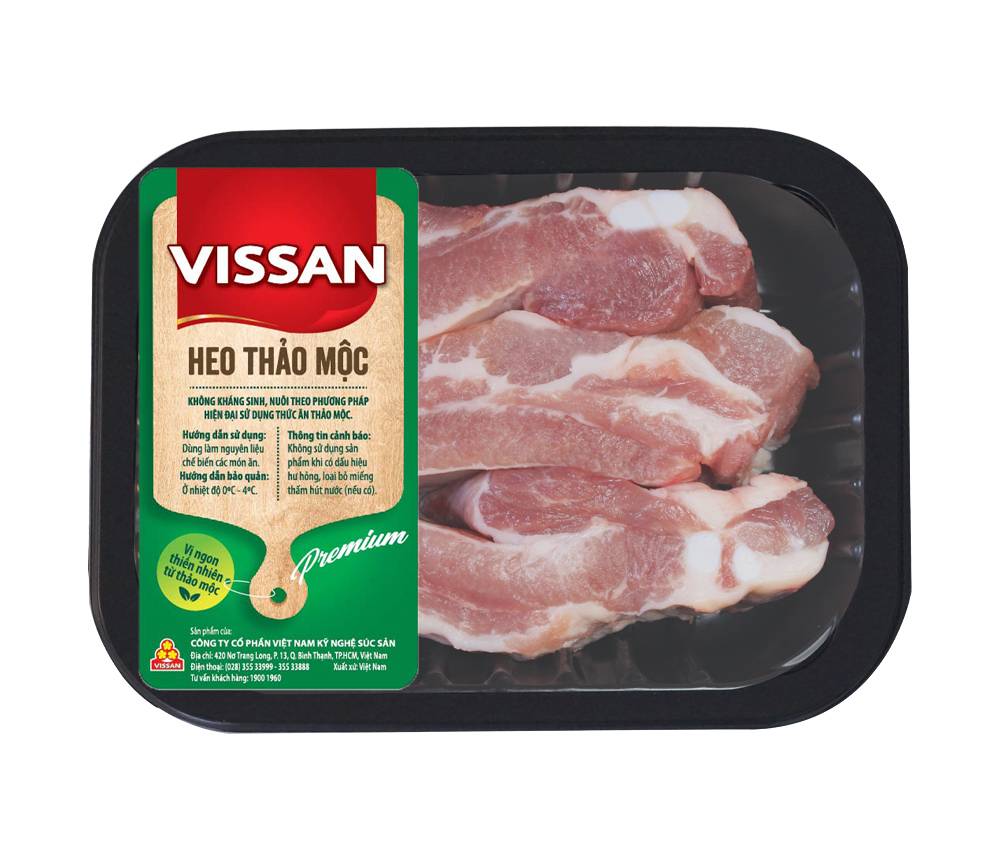 VISSAN
HEO THẢO MỘC
KHÔNG KHÁNG SINH, NUÔI THEO PHƯƠNG PHÁP
HIỆN ĐẠI SỬ DỤNG THỨC ĂN THẢO MỘC.
Hướng dẫn sử dụng:
Dùng làm nguyên liệu
chế biến các món ăn.
Hướng dẫn bảo quản:
Ở nhiệt độ 0ºC - 4ºC.
Thông tin cảnh báo:
Không sử dụng sản
phẩm khi có dấu hiệu
hư hỏng, loại bỏ miếng
thấm hút nước (nếu có).
Premium
Vị ngon
thiên nhiên
từ thảo mộc
VISSAN
Sản phẩm của:
CÔNG TY CỔ PHẦN VIỆT NAM KỸ NGHỆ SÚC SẢN
Địa chỉ: 420 Nơ Trang Long, P. 13, Q. Bình Thạnh, TP.HCM, Việt Nam
Điện thoại: (028) 355 33999 - 355 33888 Xuất xứ: Việt Nam
Tư vấn khách hàng: 1900 1960